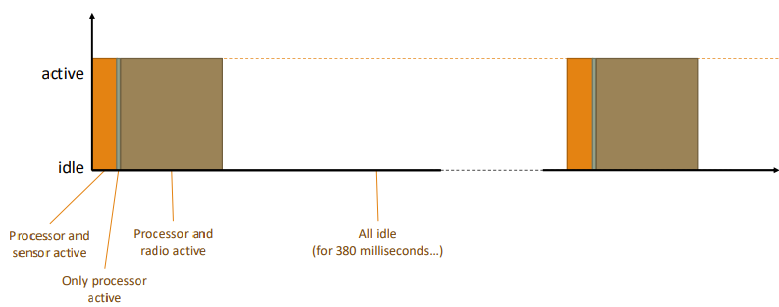 active
idle
Processor and
sensor active
Only processor
active
Processor and
radio active
All idle
(for 380 milliseconds...)